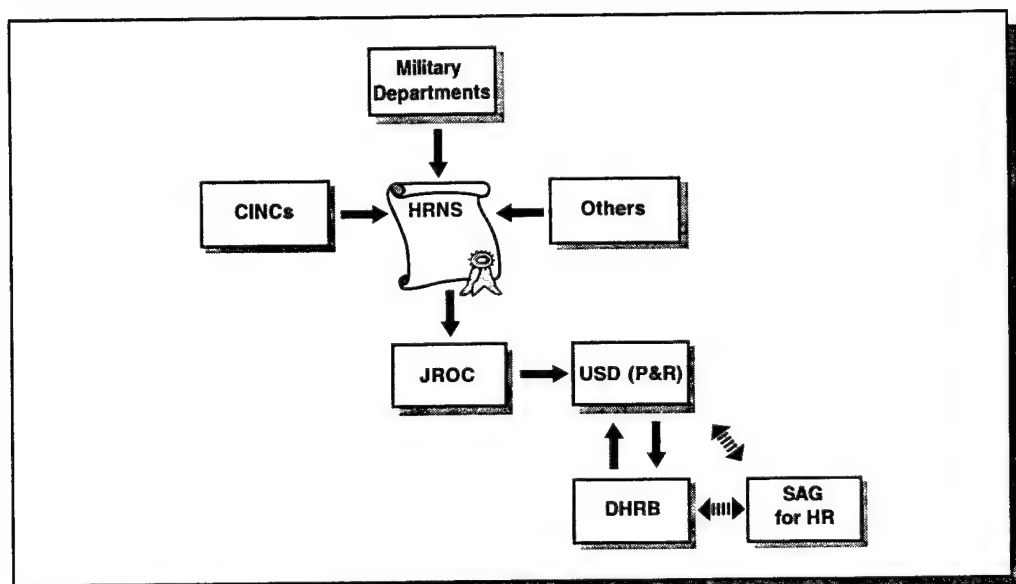 Military
Departments
CINCs
HRNS
Others
JROC
USD (P&R)
DHRB
SAG
for HR